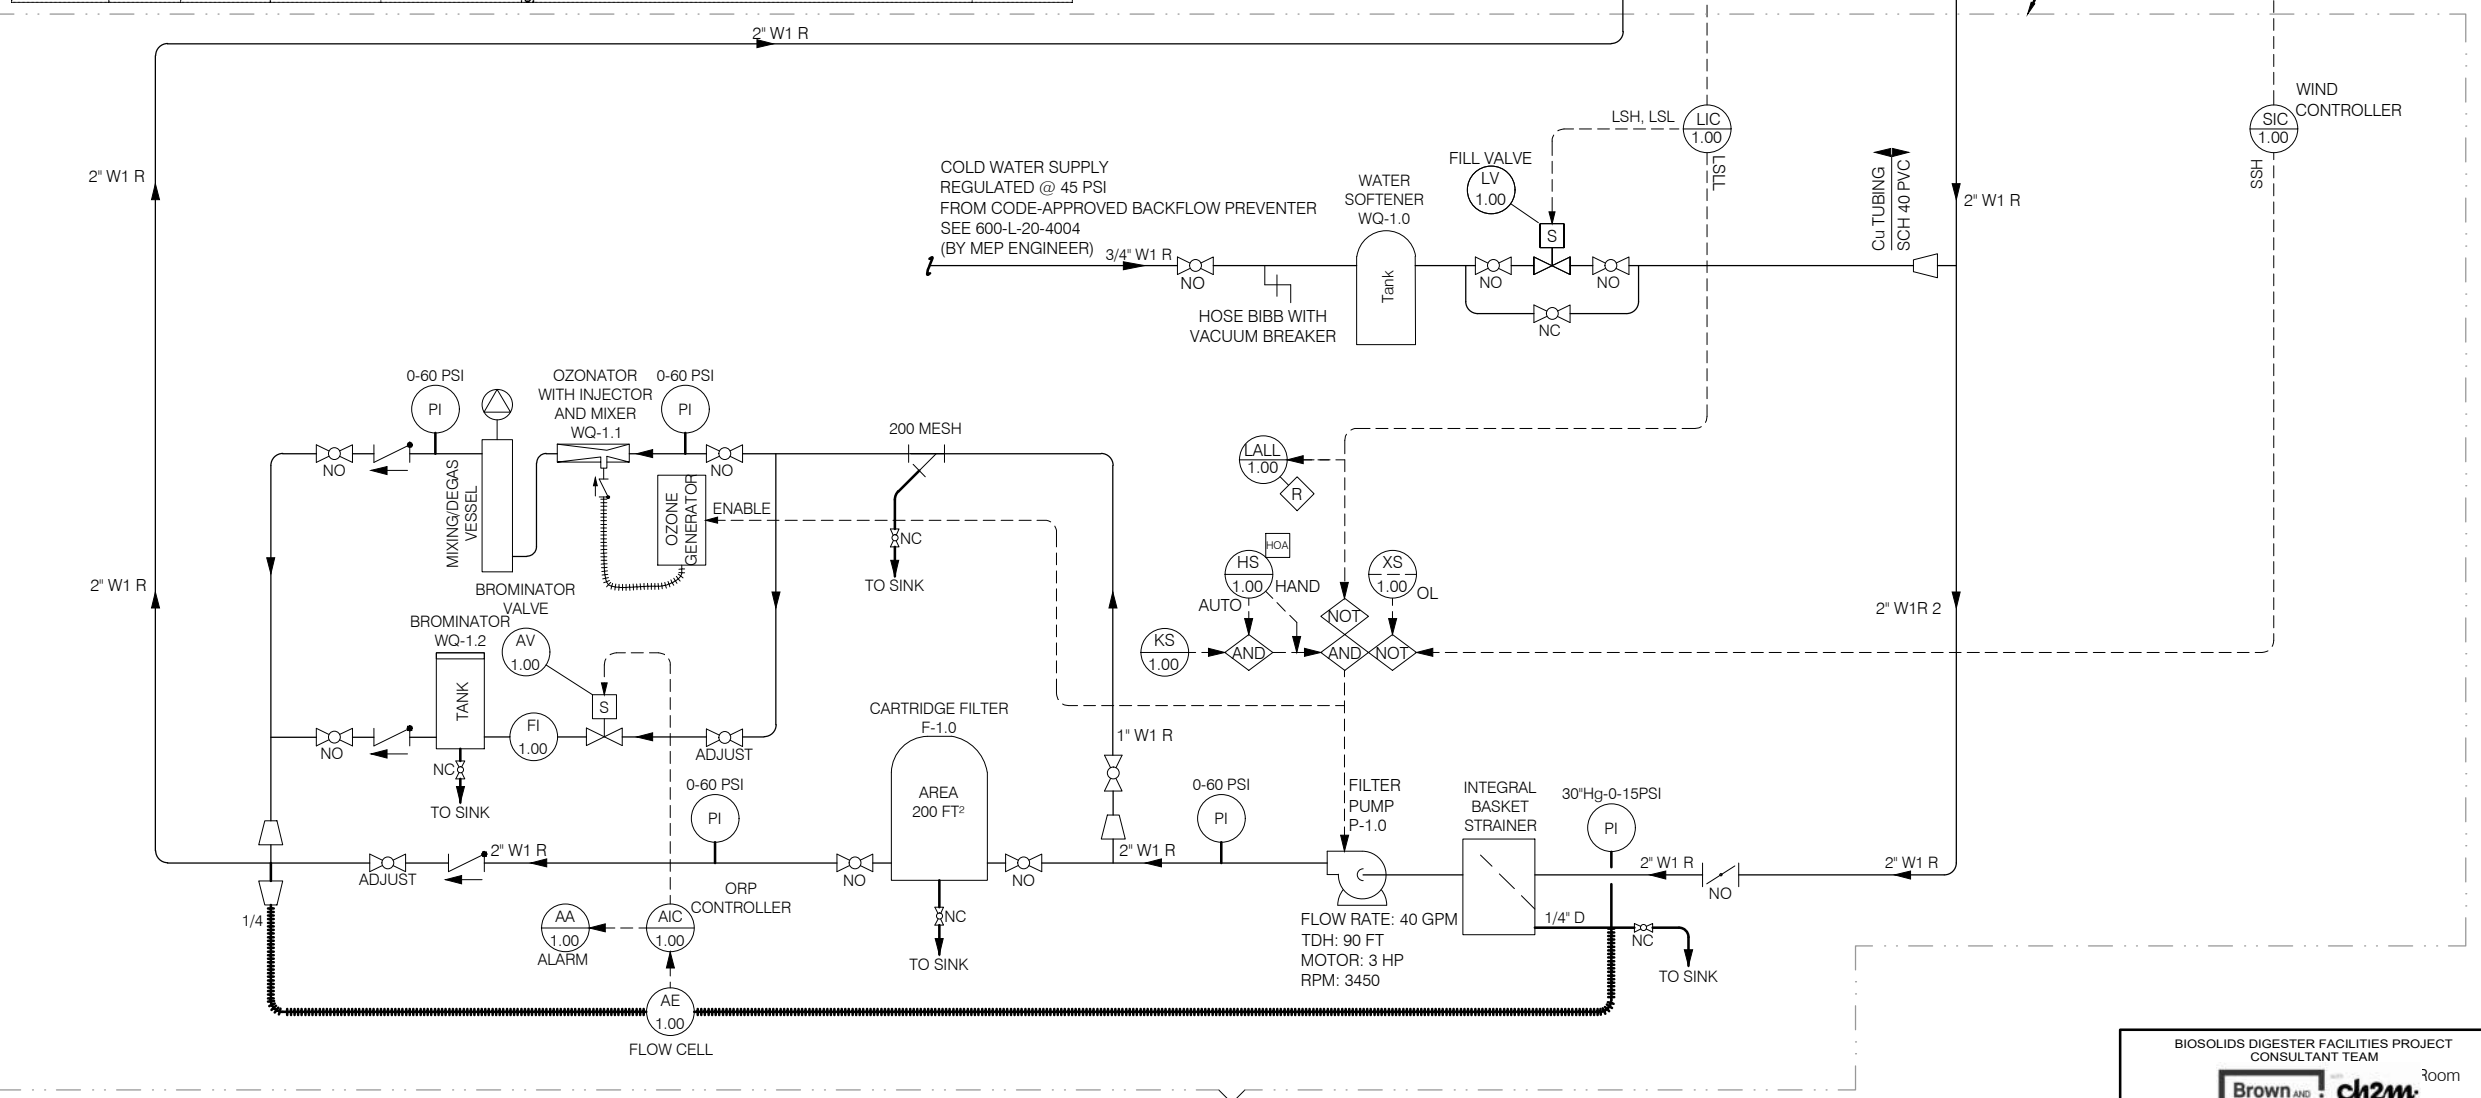 2" W1 R
2" W1 R
WIND
CONTROLLER
SIC
1.00
SSH
LSH, LSL
LIC
1.00
LSLL
FILL VALVE
LV
1.00
S
COLD WATER SUPPLY
REGULATED @ 45 PSI
FROM CODE-APPROVED BACKFLOW PREVENTER
SEE 600-L-20-4004
(BY MEP ENGINEER)
3/4" W1 R
NO
HOSE BIBB WITH
VACUUM BREAKER
WATER
SOFTENER
WQ-1.0
Tank
NO
NO
NC
Cu TUBING
SCH 40 PVC
2" W1 R
0-60 PSI
PI
OZONATOR
WITH INJECTOR
AND MIXER
WQ-1.1
0-60 PSI
PI
NO
MIXING/DEGAS
VESSEL
NO
OZONE
GENERATOR
ENABLE
200 MESH
NC
TO SINK
LALL
1.00
R
HOA
HS
1.00
HAND
AUTO
XS
1.00
OL
NOT
KS
1.00
AND
AND
NOT
2" W1R 2
2" W1 R
BROMINATOR
VALVE
BROMINATOR
WQ-1.2
AV
1.00
S
TANK
FI
1.00
NO
NC
TO SINK
ADJUST
1" W1 R
CARTRIDGE FILTER
F-1.0
AREA
200 FT²
0-60 PSI
PI
0-60 PSI
PI
FILTER
PUMP
P-1.0
INTEGRAL
BASKET
STRAINER
30"Hg-0-15PSI
PI
2" W1 R
ADJUST
NO
NO
2" W1 R
2" W1 R
NO
2" W1 R
FLOW RATE: 40 GPM
TDH: 90 FT
MOTOR: 3 HP
RPM: 3450
1/4" D
NC
TO SINK
1/4
ORP
CONTROLLER
AA
1.00
ALARM
AIC
1.00
NC
TO SINK
AE
1.00
FLOW CELL
BIOSOLIDS DIGESTER FACILITIES PROJECT
CONSULTANT TEAM
Room
Brown AND
ch2m